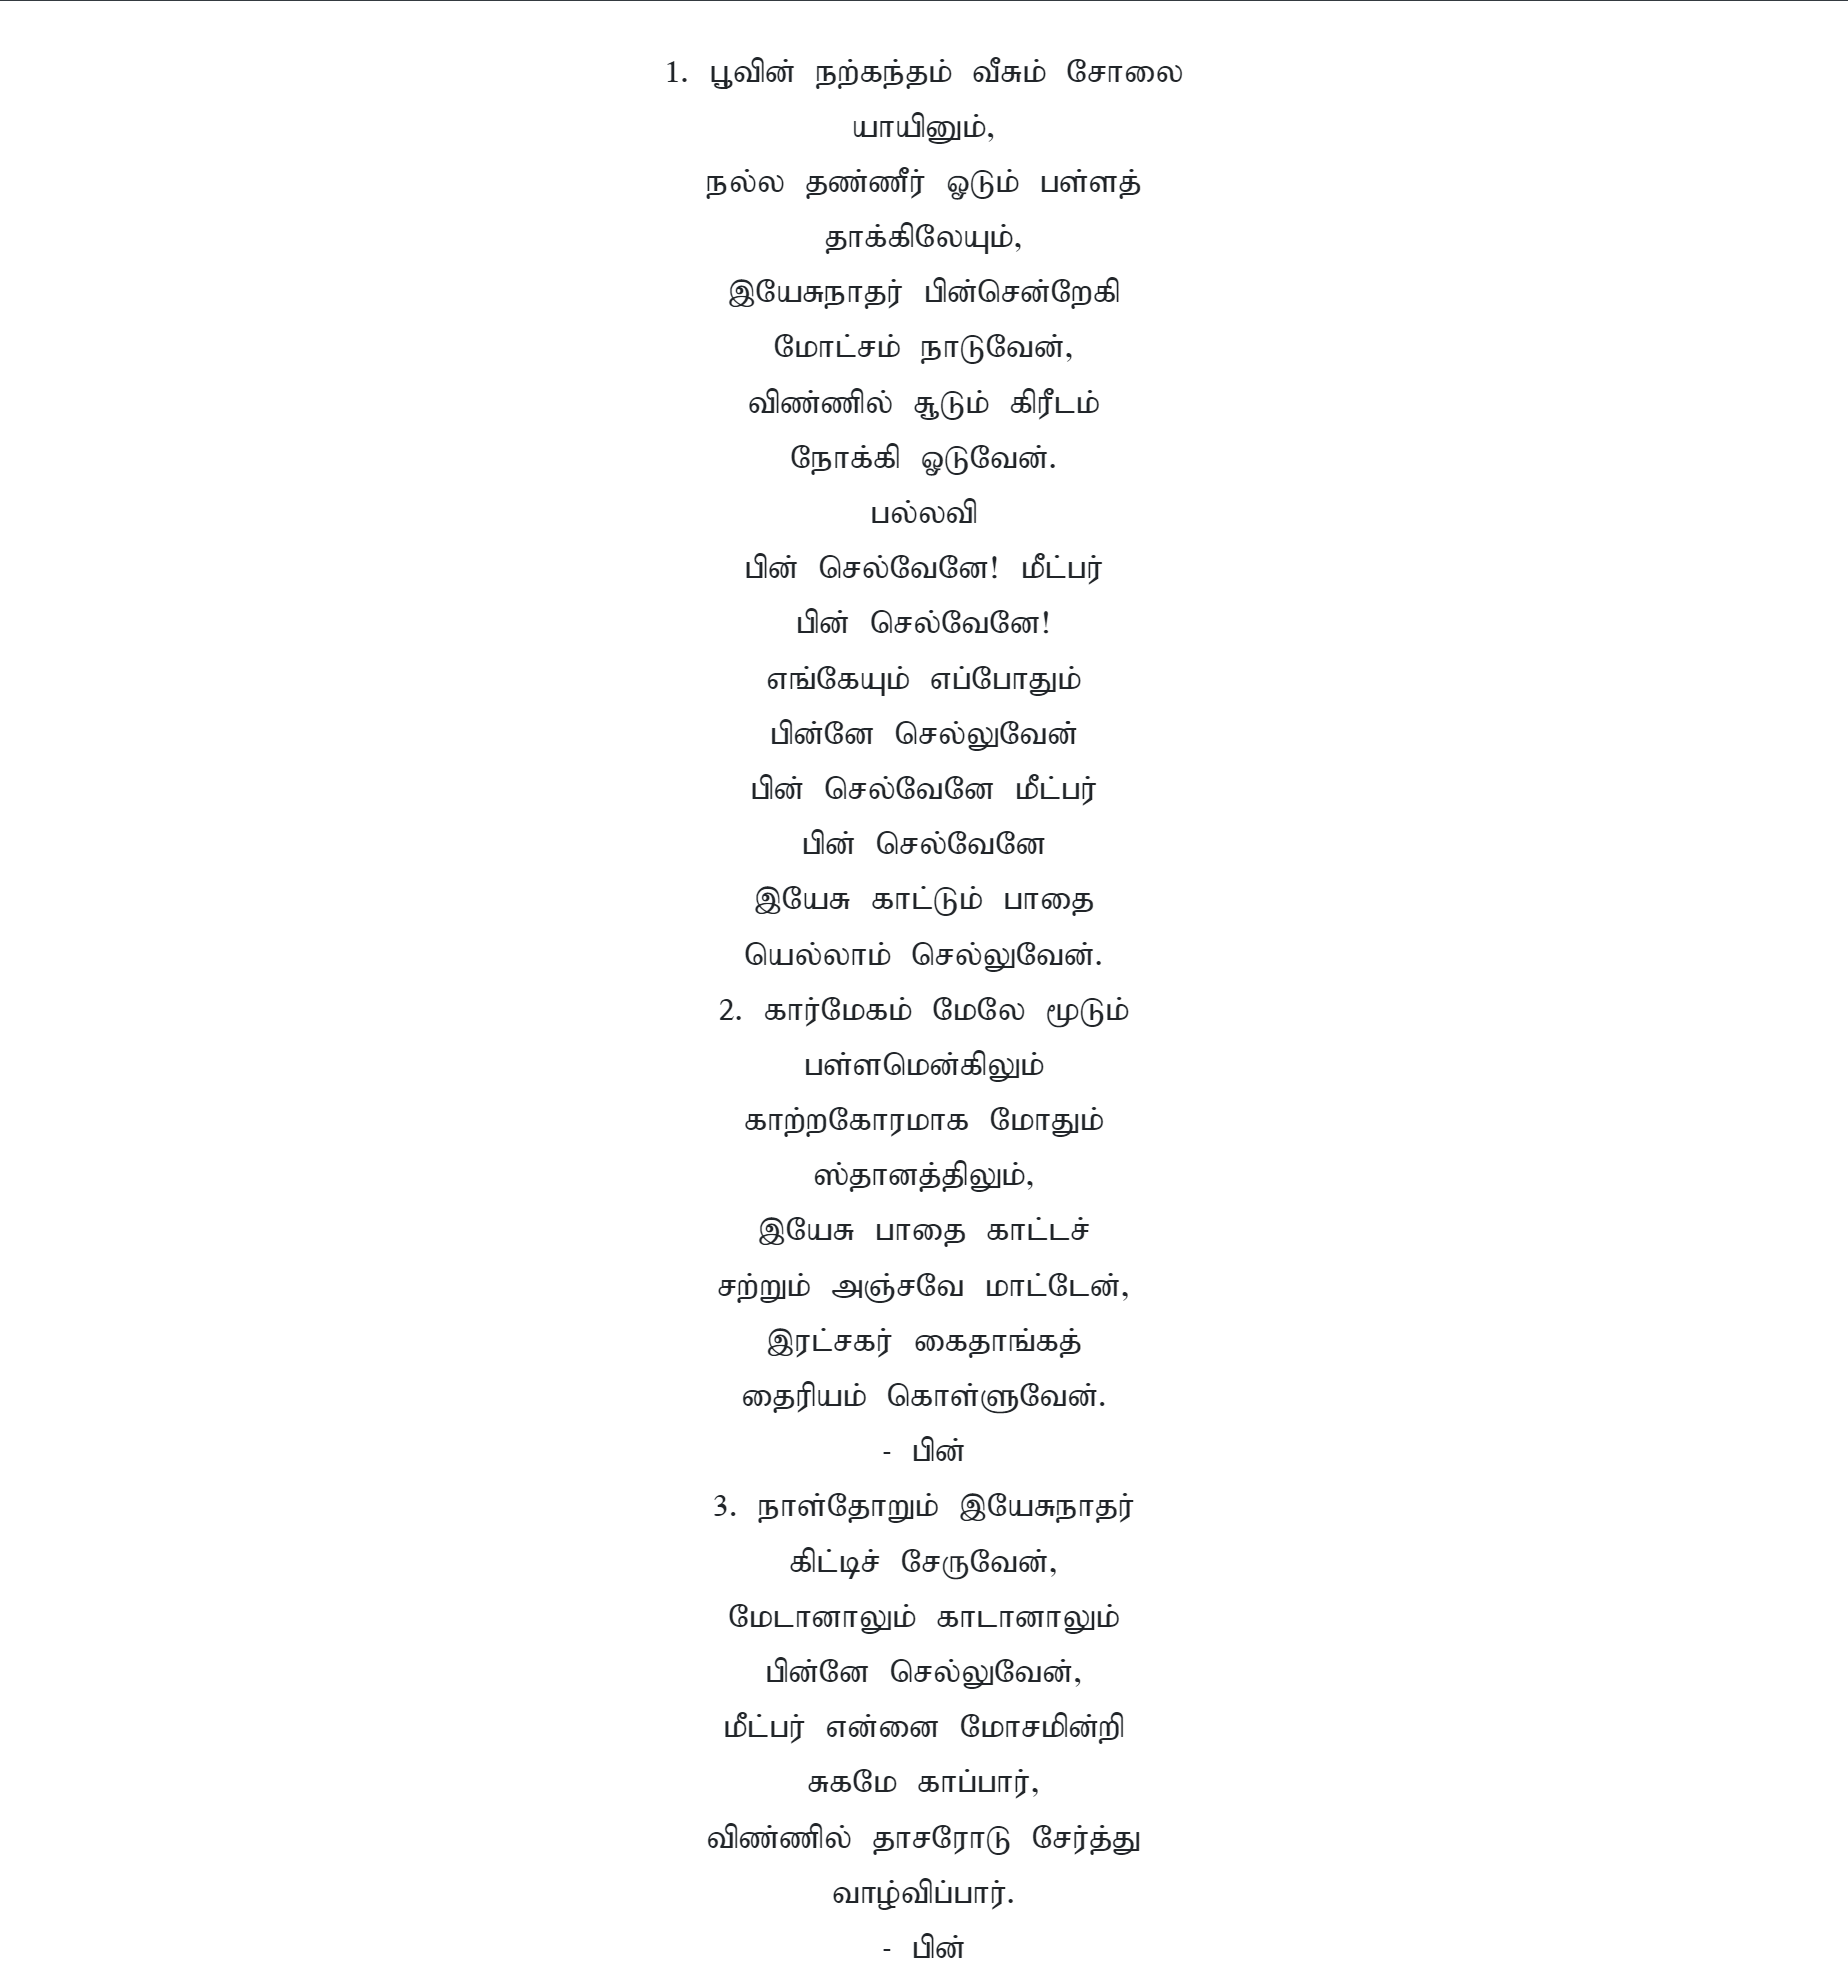 1. பூவின் நற்கந்தம் வீசும் சோலை
யாயினும்,
நல்ல தண்ணீர் ஓடும் பள்ளத்
தாக்கிலேயும்,
இயேசுநாதர் பின்சென்றேகி
மோட்சம் நாடுவேன்,
விண்ணில் சூடும் கிரீடம்
நோக்கி ஓடுவேன்.
பல்லவி
பின் செல்வேனே! மீட்பர்
பின் செல்வேனே!
எங்கேயும் எப்போதும்
பின்னே செல்லுவேன்
பின் செல்வேனே மீட்பர்
பின் செல்வேனே
இயேசு காட்டும் பாதை
யெல்லாம் செல்லுவேன்.
2. கார்மேகம் மேலே மூடும்
பள்ளமென்கிலும்
காற்றகோரமாக மோதும்
ஸ்தானத்திலும்,
இயேசு பாதை காட்டச்
சற்றும் அஞ்சவே மாட்டேன்,
இரட்சகர் கைதாங்கத்
தைரியம் கொள்ளுவேன்.
- பின்
3. நாள்தோறும் இயேசுநாதர்
கிட்டிச் சேருவேன்,
மேடானாலும் காடானாலும்
பின்னே செல்லுவேன்,
மீட்பர் என்னை மோசமின்றி
சுகமே காப்பார்,
விண்ணில் தாசரோடு சேர்த்து
வாழ்விப்பார்.
- பின்